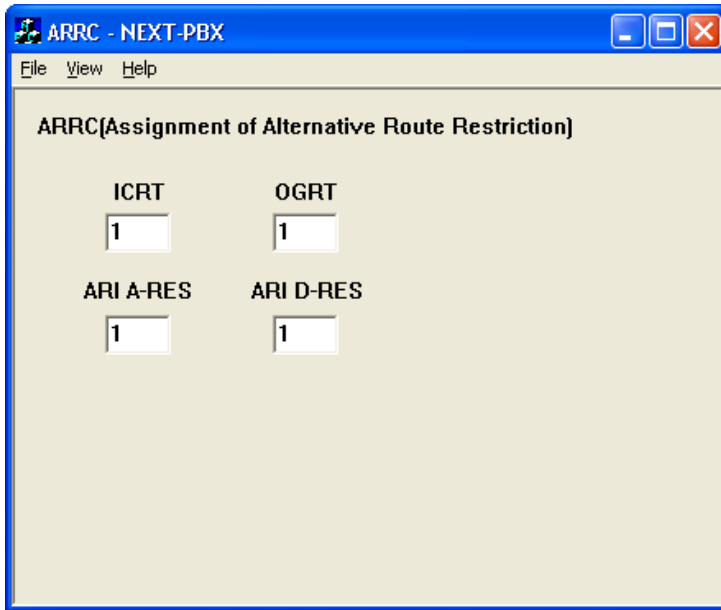 ARRC - NEXT-PBX
File View Help
ARRC(Assignment of Alternative Route Restriction)
ICRT OGRT
1 1
ARI A-RES ARI D-RES
1 1